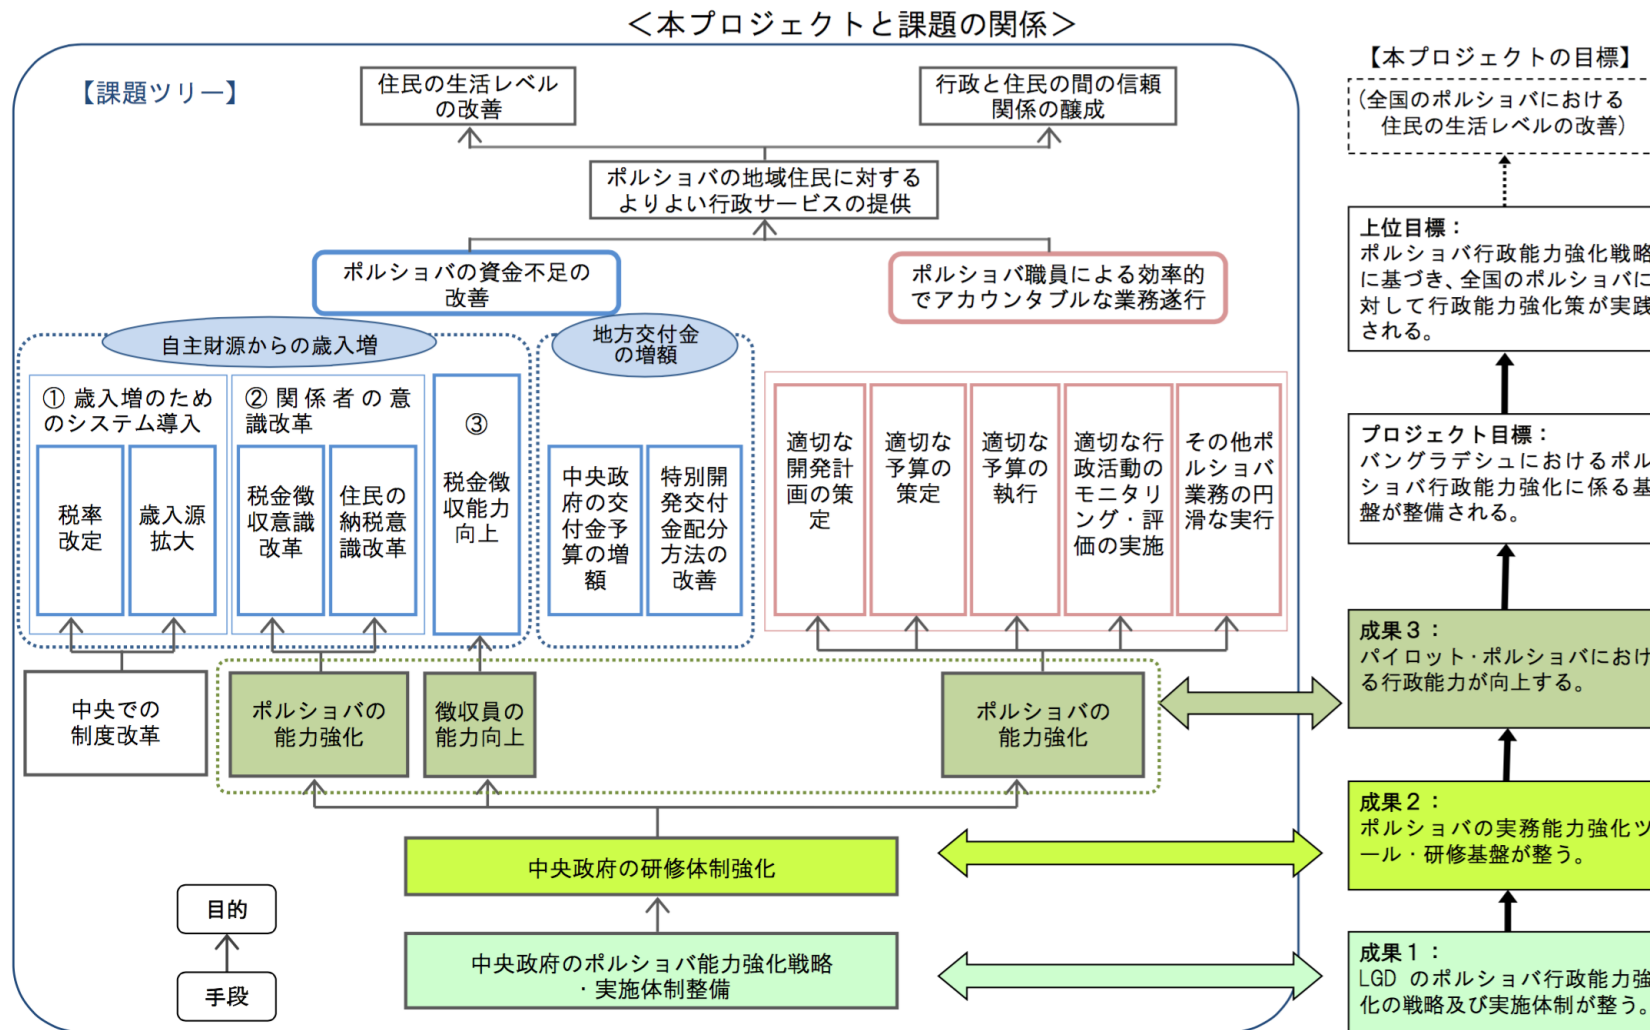 ＜本プロジェクトと課題の関係＞
【課題ツリー】
住民の生活レベル
の改善
行政と住民の間の信頼
関係の醸成
ポルショバの地域住民に対する
よりよい行政サービスの提供
ポルショバの資金不足の
改善
ポルショバ職員による効率的
でアカウンタブルな業務遂行
自主財源からの歳入増
地方交付金
の増額
① 歳入増のため
のシステム導入
② 関係者の意
識改革
③
税金徴
収能力
向上
税率
改定
歳入源
拡大
税金徴
収意識
改革
住民の
納税意
識改革
中央政
府の交
付金予
算の増
額
特別開
発交付
金配分
方法の
改善
適切な
開発計
画の策
定
適切な
予算の
策定
適切な
予算の
執行
適切な行
政活動の
モニタリ
ング・評
価の実施
その他ポ
ルショバ
業務の円
滑な実行
中央での
制度改革
ポルショバの
能力強化
徴収員の
能力向上
ポルショバの
能力強化
中央政府の研修体制強化
中央政府のポルショバ能力強化戦略
・実施体制整備
目的
手段
【本プロジェクトの目標】
（全国のポルショバにおける
住民の生活レベルの改善）
上位目標：
ポルショバ行政能力強化戦略
に基づき、全国のポルショバに
対して行政能力強化策が実践
される。
プロジェクト目標：
バングラデシュにおけるポル
ショバ行政能力強化に係る基
盤が整備される。
成果３：
パイロット・ポルショバにおけ
る行政能力が向上する。
成果２：
ポルショバの実務能力強化ツ
ール・研修基盤が整う。
成果１：
LGD のポルショバ行政能力強
化の戦略及び実施体制が整う。